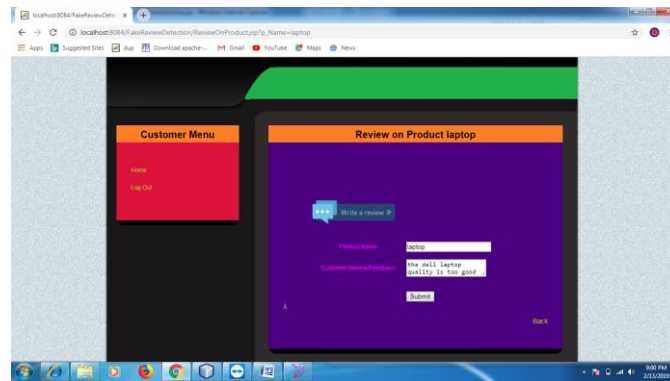 localhost:8084/FakeReviewDetec
localhost:8084/FakeReviewDetection/ReviewOnProduct.jsp?p_Name=laptop
Apps Suggested Sites dup Download apache-... Gmail YouTube Maps News
Customer Menu
Home
Log Out
Review on Product laptop
Write a review »
Product Name
laptop
Customer Review/Feedback
the dell laptop
quality is too good
Submit
Back
9:00 PM